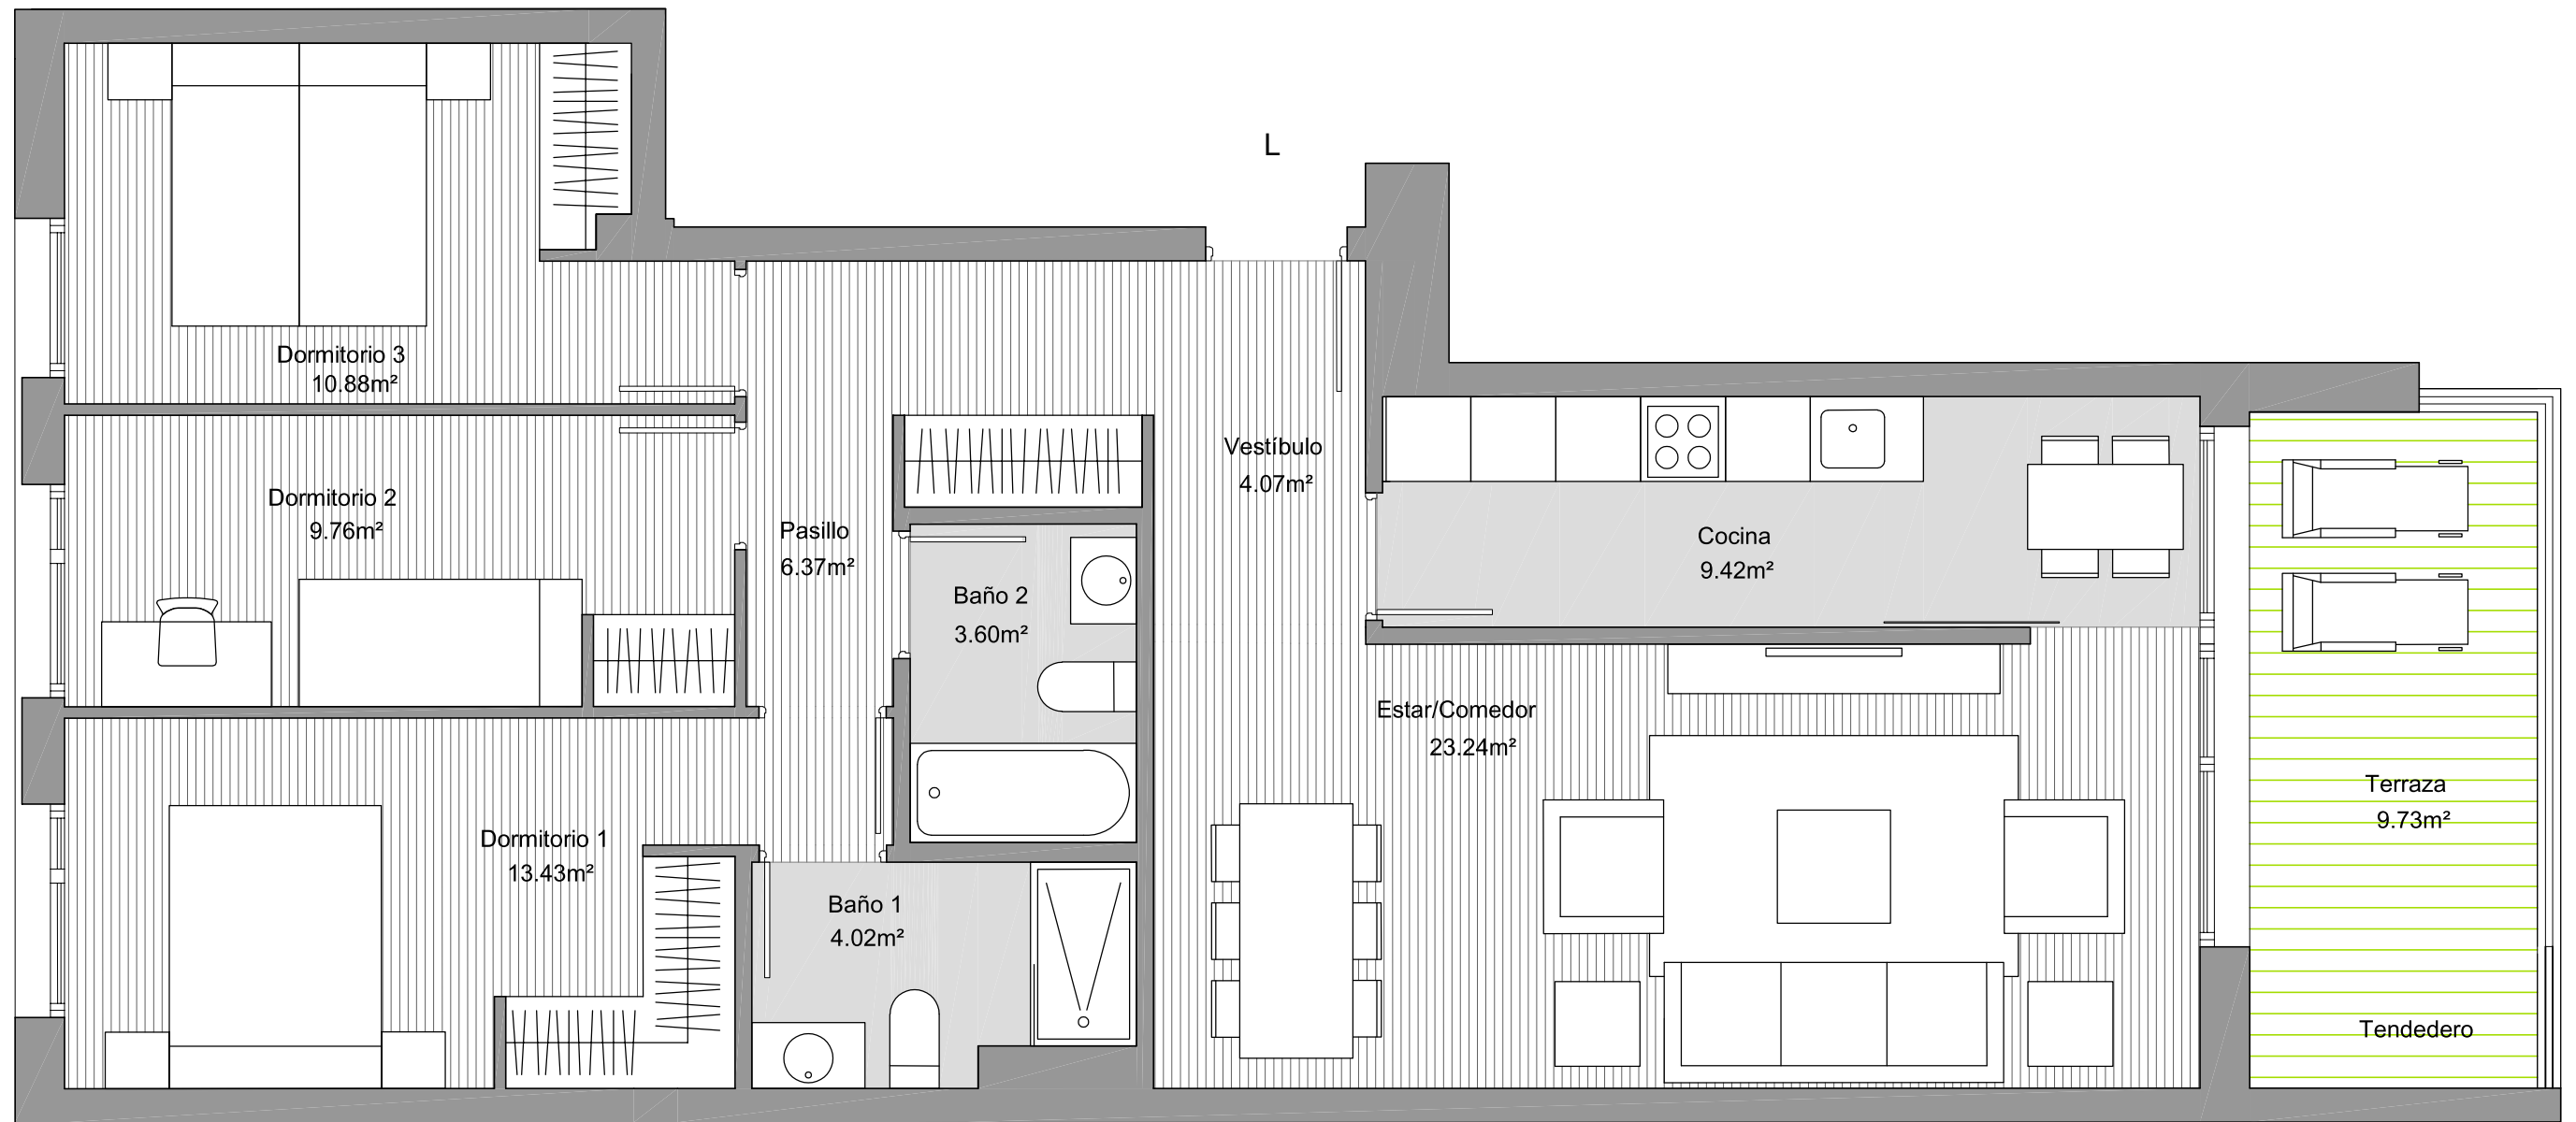 L
Dormitorio 3
10.88m²
Vestíbulo
4.07m²
Dormitorio 2
9.76m²
Pasillo
6.37m²
Cocina
9.42m²
Baño 2
3.60m²
Estar/Comedor
23.24m²
Terraza
9.73m²
Dormitorio 1
13.43m²
Baño 1
4.02m²
Tendedero